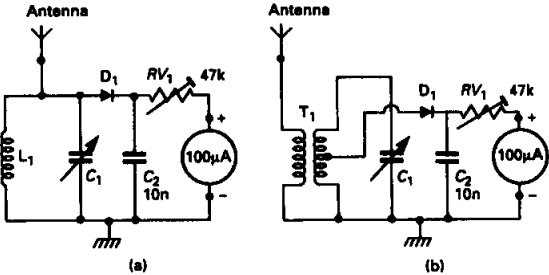 Antenna
D1
RV1
47k
+
L1
C1
C2
10n
100µA
−
(a)
Antenna
T1
D1
RV1
47k
+
C1
C2
10n
100µA
−
(b)